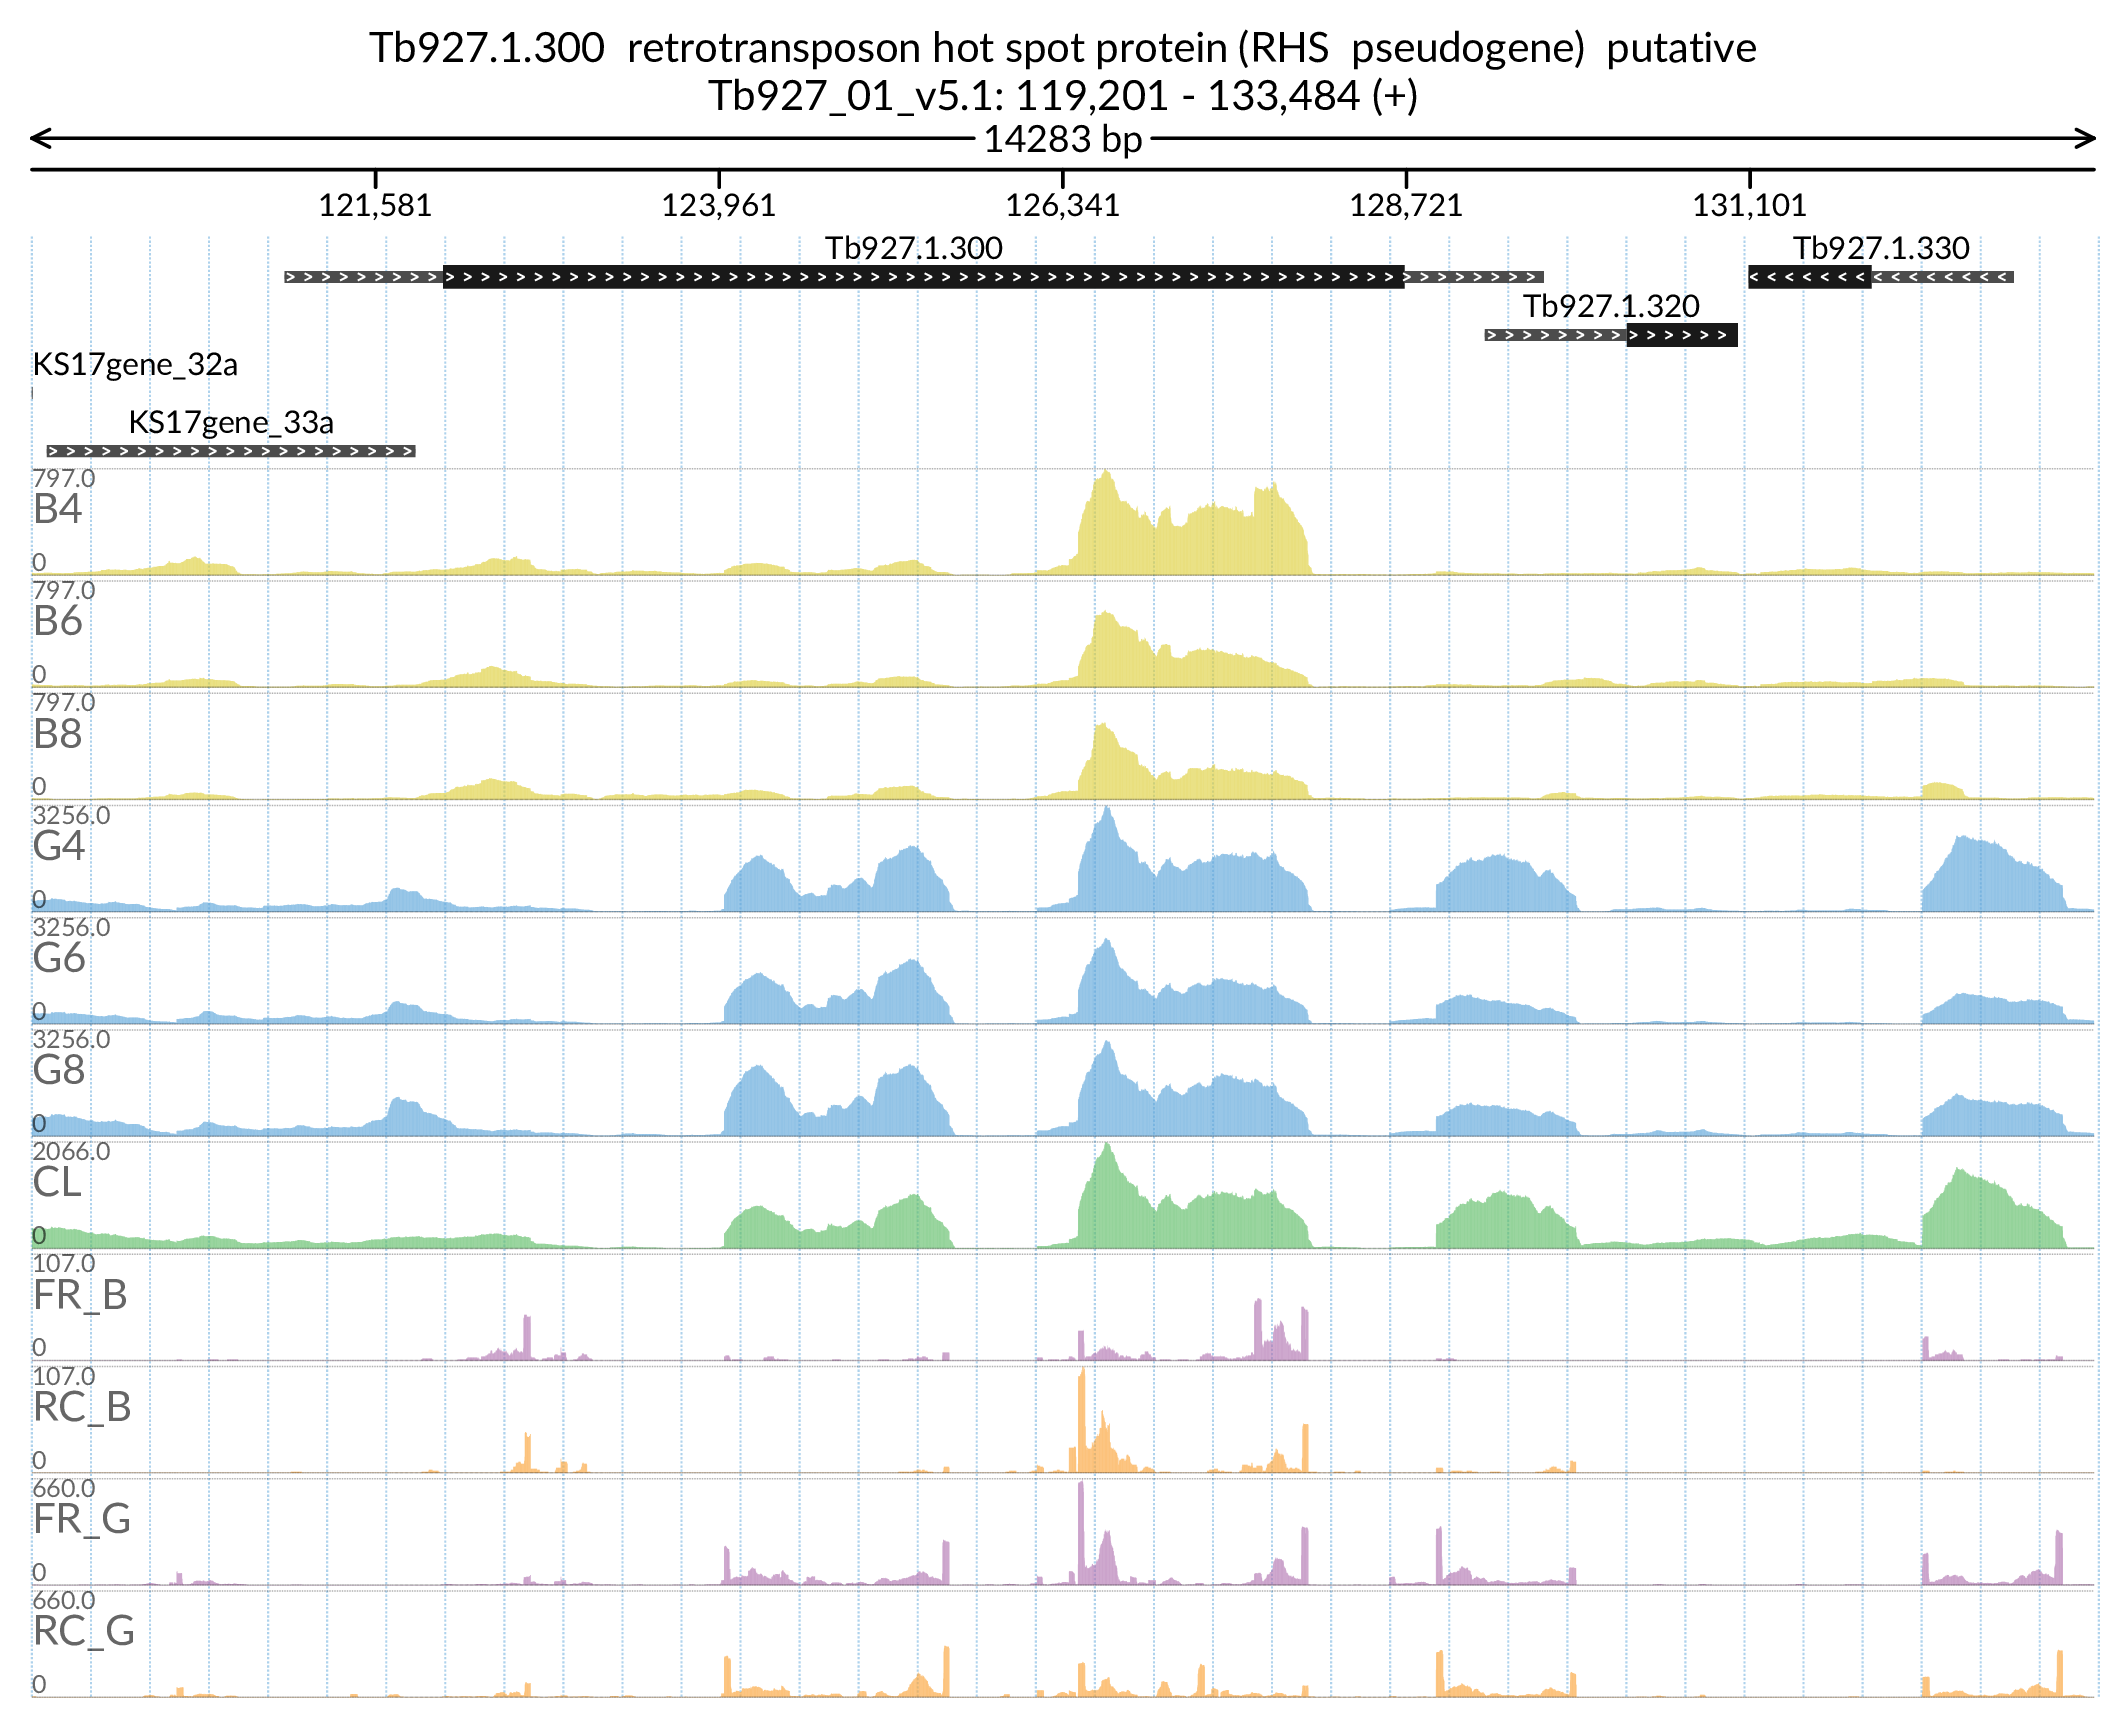 Tb927.1.300  retrotransposon hot spot protein (RHS  pseudogene)  putative
Tb927_01_v5.1: 119,201 - 133,484 (+)
14283 bp
121,581 123,961 126,341 128,721 131,101
Tb927.1.300 Tb927.1.330
Tb927.1.320
KS17gene_32a
KS17gene_33a
797.0
B4
0
797.0
B6
0
797.0
B8
0
3256.0
G4
0
3256.0
G6
0
3256.0
G8
0
2066.0
CL
0
107.0
FR_B
0
107.0
RC_B
0
660.0
FR_G
0
660.0
RC_G
0